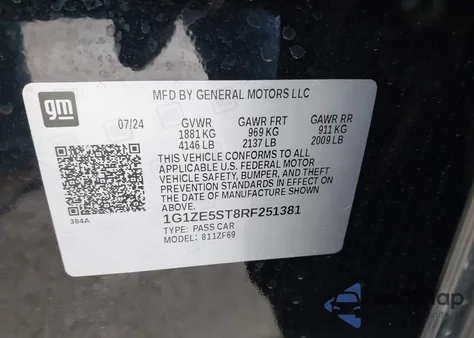 gm
MFD BY GENERAL MOTORS LLC
07/24 GVWR GAWR FRT GAWR RR
1881 KG 969 KG 911 KG
4146 LB 2137 LB 2009 LB
THIS VEHICLE CONFORMS TO ALL
APPLICABLE U.S. FEDERAL MOTOR
VEHICLE SAFETY, BUMPER, AND THEFT
PREVENTION STANDARDS IN EFFECT
ON THE DATE OF MANUFACTURE SHOWN
ABOVE.
384A
1G1ZE5ST8RF251381
TYPE: PASS CAR
MODEL: 811ZF69